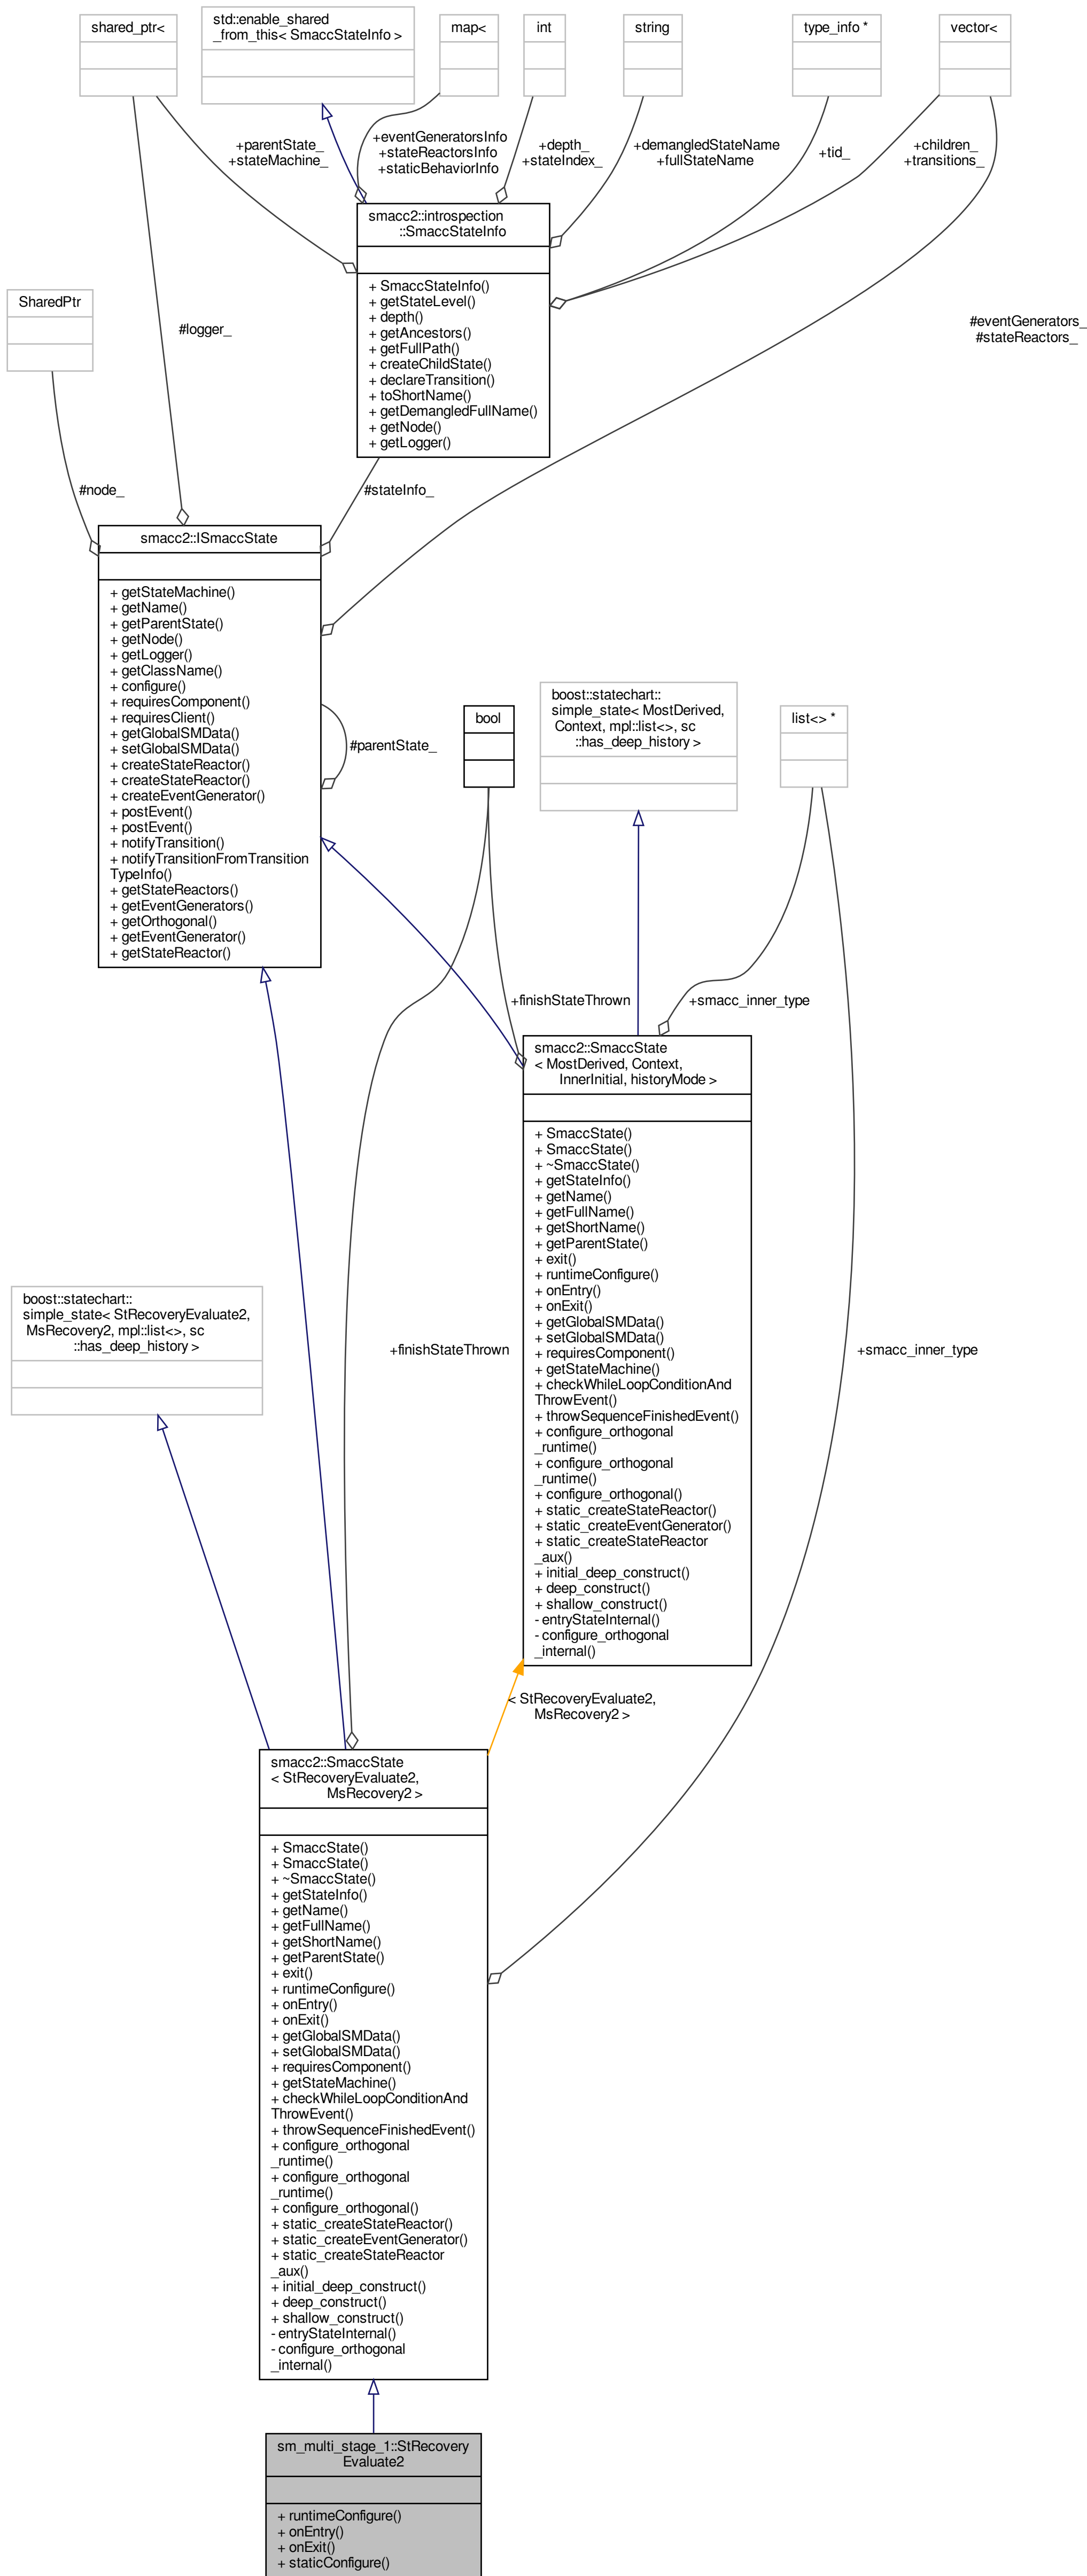 shared_ptr<
std::enable_shared
_from_this< SmaccStateInfo >
map<
int
string
type_info *
vector<
+parentState_
+stateMachine_
+eventGeneratorsInfo
+stateReactorsInfo
+staticBehaviorInfo
+depth_
+stateIndex_
+demangledStateName
+fullStateName
+tid_
+children_
+transitions_
smacc2::introspection
::SmaccStateInfo
+ SmaccStateInfo()
+ getStateLevel()
+ depth()
+ getAncestors()
+ getFullPath()
+ createChildState()
+ declareTransition()
+ toShortName()
+ getDemangledFullName()
+ getNode()
+ getLogger()
SharedPtr
#logger_
#eventGenerators_
#stateReactors_
#node_
#stateInfo_
smacc2::ISmaccState
+ getStateMachine()
+ getName()
+ getParentState()
+ getNode()
+ getLogger()
+ getClassName()
+ configure()
+ requiresComponent()
+ requiresClient()
+ getGlobalSMData()
+ setGlobalSMData()
+ createStateReactor()
+ createStateReactor()
+ createEventGenerator()
+ postEvent()
+ postEvent()
+ notifyTransition()
+ notifyTransitionFromTransition
TypeInfo()
+ getStateReactors()
+ getEventGenerators()
+ getOrthogonal()
+ getEventGenerator()
+ getStateReactor()
#parentState_
bool
boost::statechart::
simple_state< MostDerived,
Context, mpl::list<>, sc
::has_deep_history >
list<> *
+finishStateThrown
+smacc_inner_type
smacc2::SmaccState
< MostDerived, Context,
InnerInitial, historyMode >
+ SmaccState()
+ SmaccState()
+ ~SmaccState()
+ getStateInfo()
+ getName()
+ getFullName()
+ getShortName()
+ getParentState()
+ exit()
+ runtimeConfigure()
+ onEntry()
+ onExit()
+ getGlobalSMData()
+ setGlobalSMData()
+ requiresComponent()
+ getStateMachine()
+ checkWhileLoopConditionAnd
ThrowEvent()
+ throwSequenceFinishedEvent()
+ configure_orthogonal
_runtime()
+ configure_orthogonal
_runtime()
+ configure_orthogonal()
+ static_createStateReactor()
+ static_createEventGenerator()
+ static_createStateReactor
_aux()
+ initial_deep_construct()
+ deep_construct()
+ shallow_construct()
- entryStateInternal()
- configure_orthogonal
_internal()
boost::statechart::
simple_state< StRecoveryEvaluate2,
MsRecovery2, mpl::list<>, sc
::has_deep_history >
+finishStateThrown
+smacc_inner_type
< StRecoveryEvaluate2,
MsRecovery2 >
smacc2::SmaccState
< StRecoveryEvaluate2,
MsRecovery2 >
+ SmaccState()
+ SmaccState()
+ ~SmaccState()
+ getStateInfo()
+ getName()
+ getFullName()
+ getShortName()
+ getParentState()
+ exit()
+ runtimeConfigure()
+ onEntry()
+ onExit()
+ getGlobalSMData()
+ setGlobalSMData()
+ requiresComponent()
+ getStateMachine()
+ checkWhileLoopConditionAnd
ThrowEvent()
+ throwSequenceFinishedEvent()
+ configure_orthogonal
_runtime()
+ configure_orthogonal
_runtime()
+ configure_orthogonal()
+ static_createStateReactor()
+ static_createEventGenerator()
+ static_createStateReactor
_aux()
+ initial_deep_construct()
+ deep_construct()
+ shallow_construct()
- entryStateInternal()
- configure_orthogonal
_internal()
sm_multi_stage_1::StRecovery
Evaluate2
+ runtimeConfigure()
+ onEntry()
+ onExit()
+ staticConfigure()